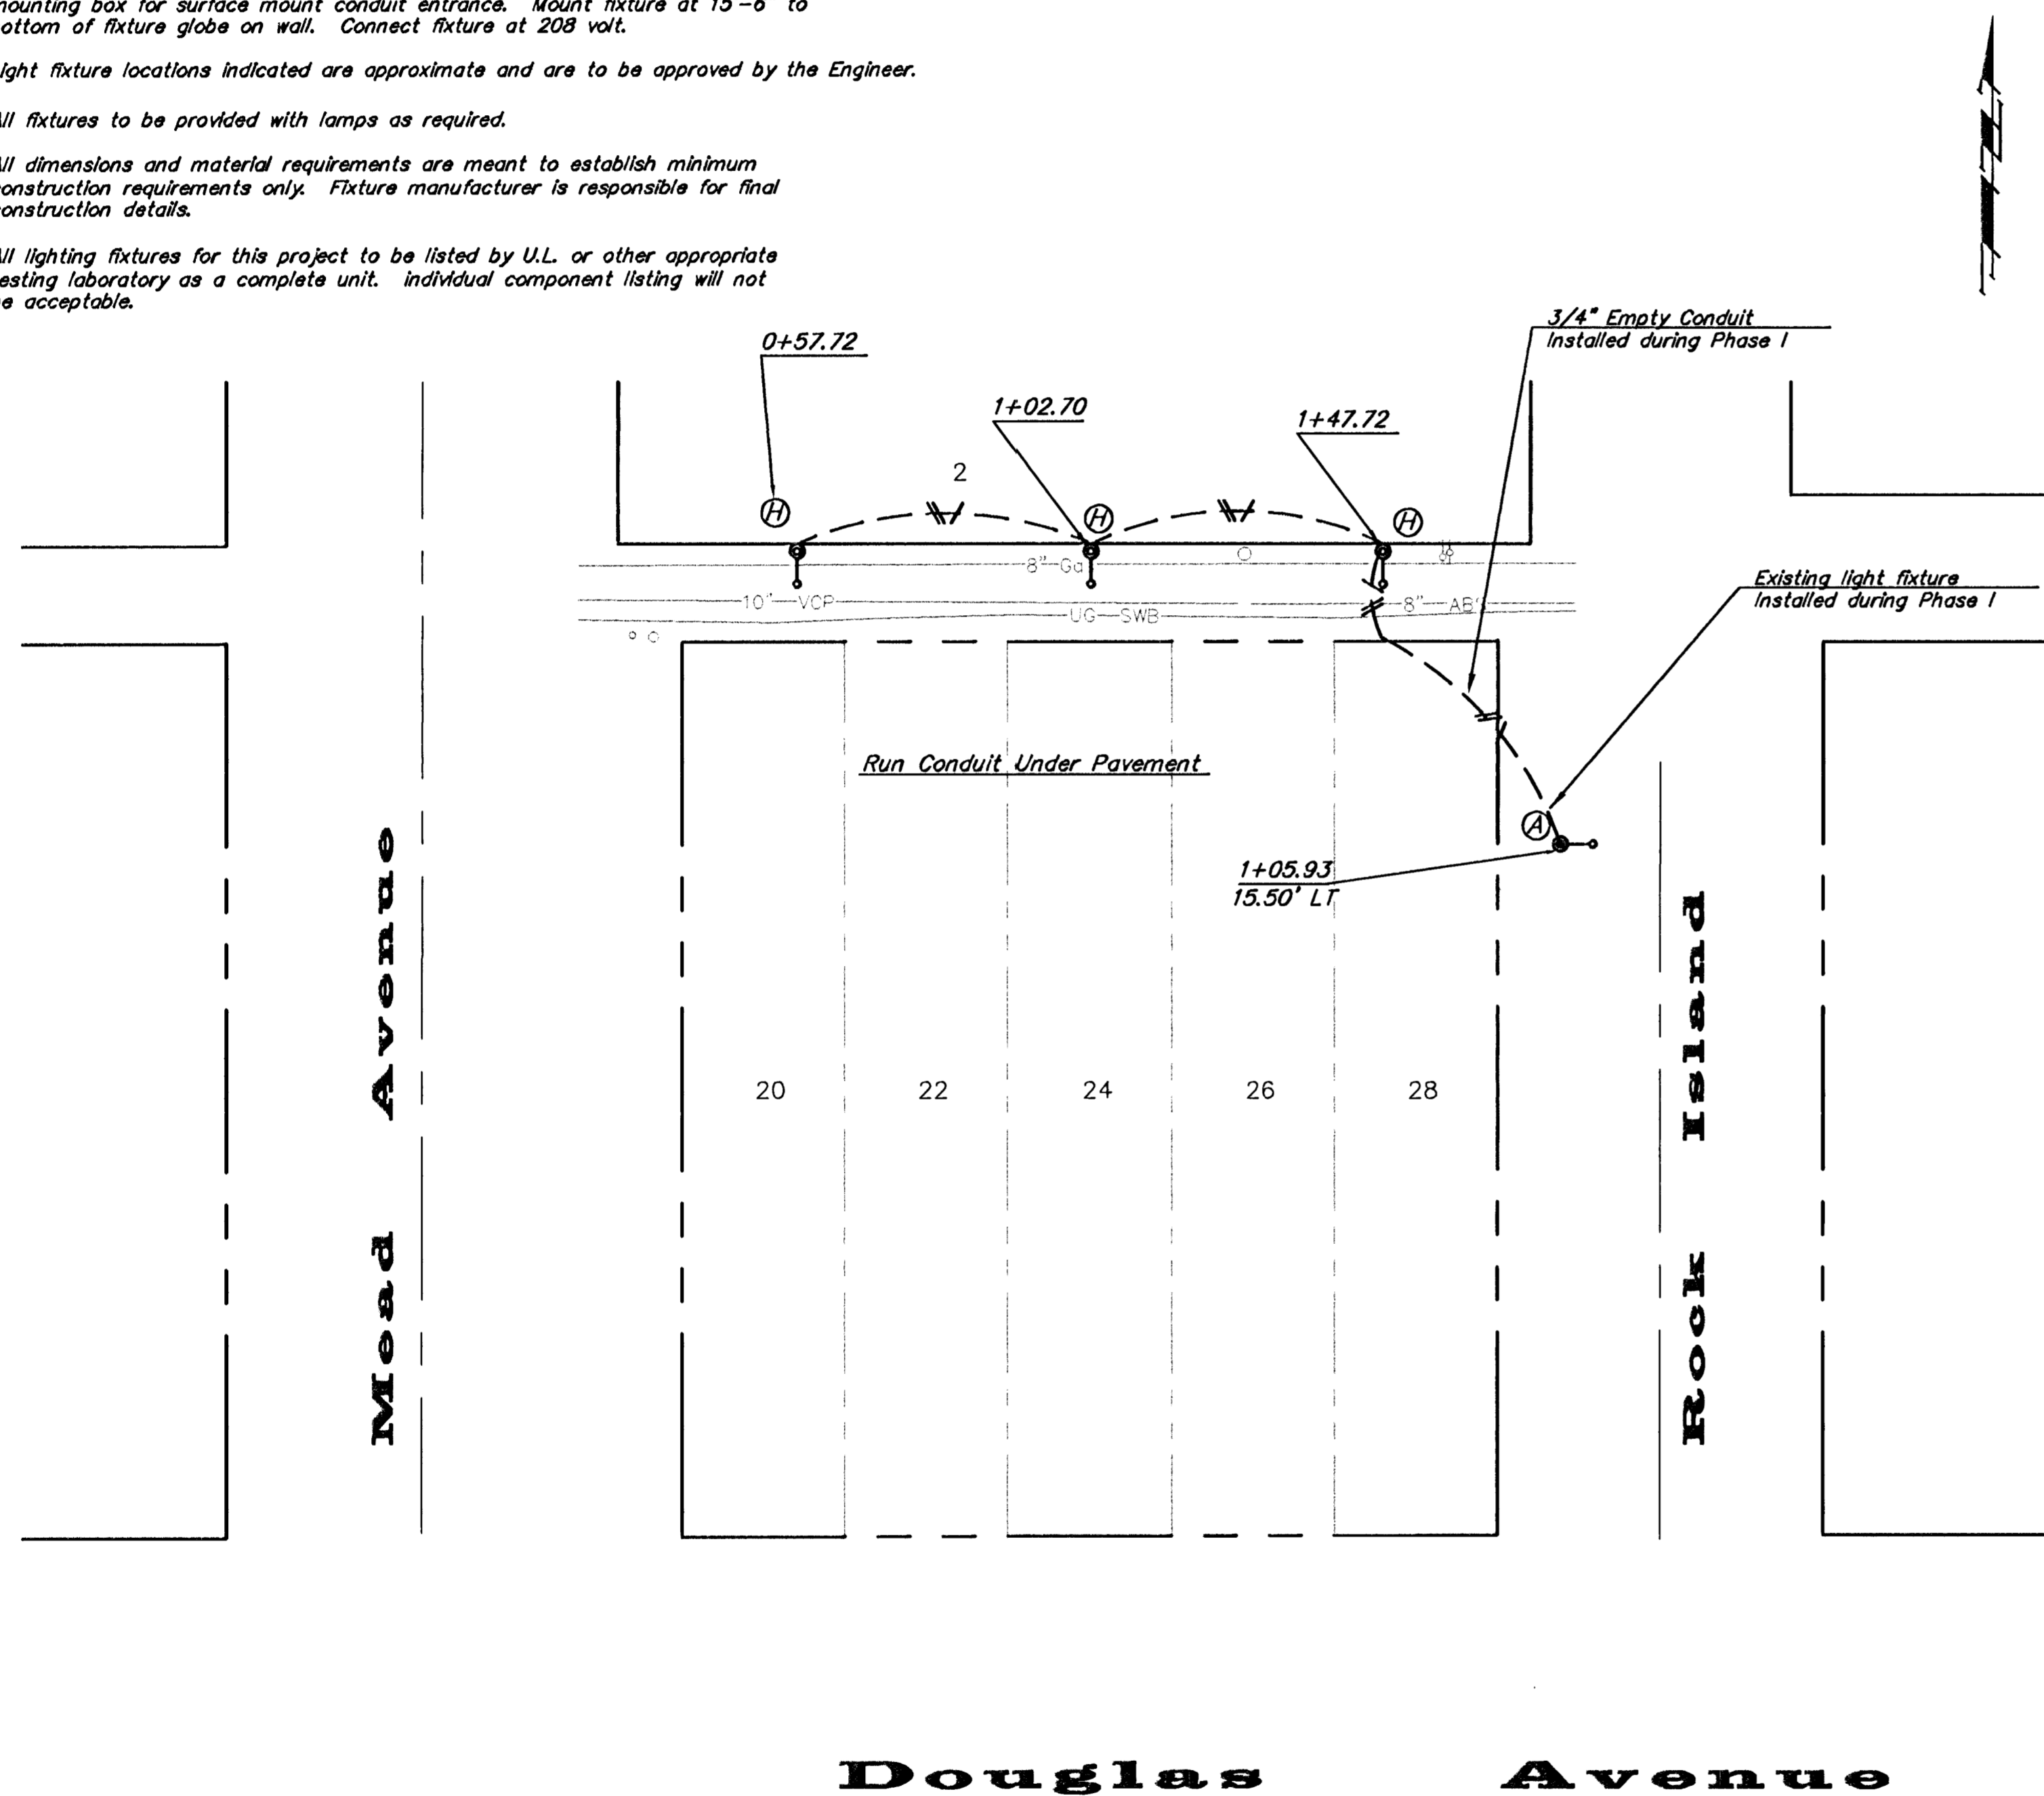 mounting box for surface mount conduit entrance. Mount fixture at 15'-6" to
bottom of fixture globe on wall. Connect fixture at 208 volt.
Light fixture locations indicated are approximate and are to be approved by the Engineer.
All fixtures to be provided with lamps as required.
All dimensions and material requirements are meant to establish minimum
construction requirements only. Fixture manufacturer is responsible for final
construction details.
All lighting fixtures for this project to be listed by U.L. or other appropriate
testing laboratory as a complete unit. individual component listing will not
be acceptable.
3/4" Empty Conduit
Installed during Phase I
0+57.72
1+02.70
1+47.72
2
H
H
H
8" Ga
10" VCP
UG SWB
8" ABS
Existing light fixture
Installed during Phase I
Run Conduit Under Pavement
A
1+05.93
15.50' LT
20
22
24
26
28
Mead Avenue
Rock Island
Douglas Avenue